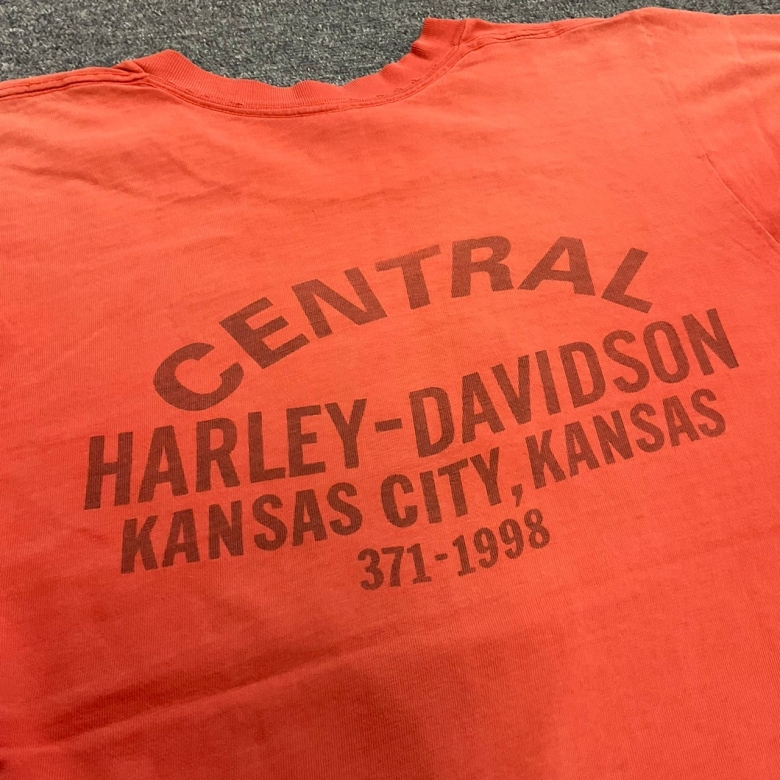 CENTRAL
HARLEY-DAVIDSON
KANSAS CITY, KANSAS
371-1998